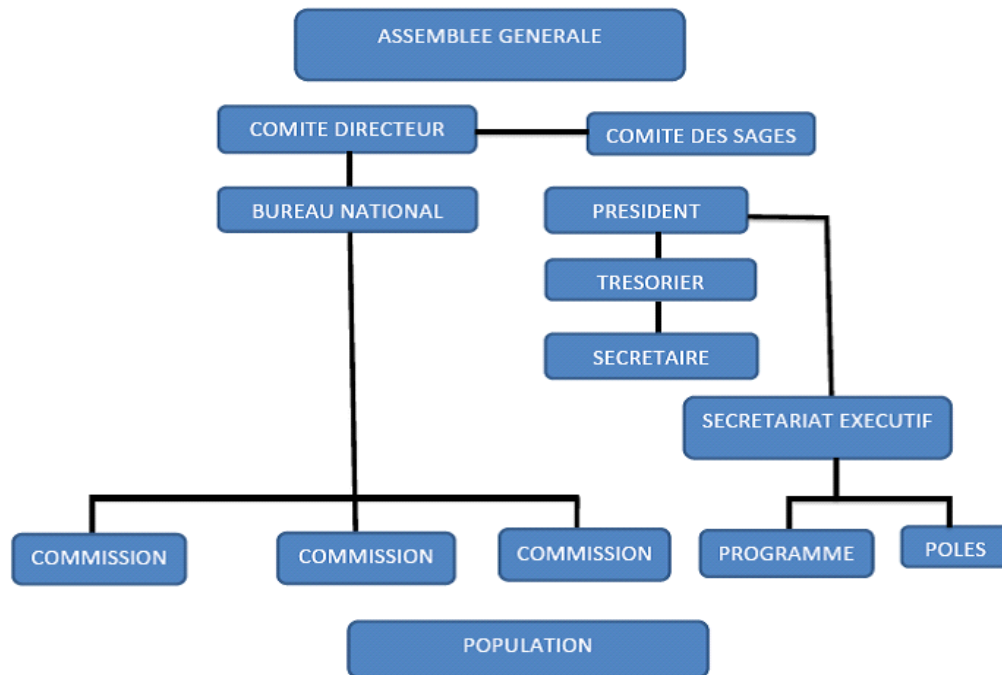 ASSEMBLEE GENERALE
COMITE DIRECTEUR
COMITE DES SAGES
BUREAU NATIONAL
PRESIDENT
TRESORIER
SECRETAIRE
SECRETARIAT EXECUTIF
COMMISSION
COMMISSION
COMMISSION
PROGRAMME
POLES
POPULATION